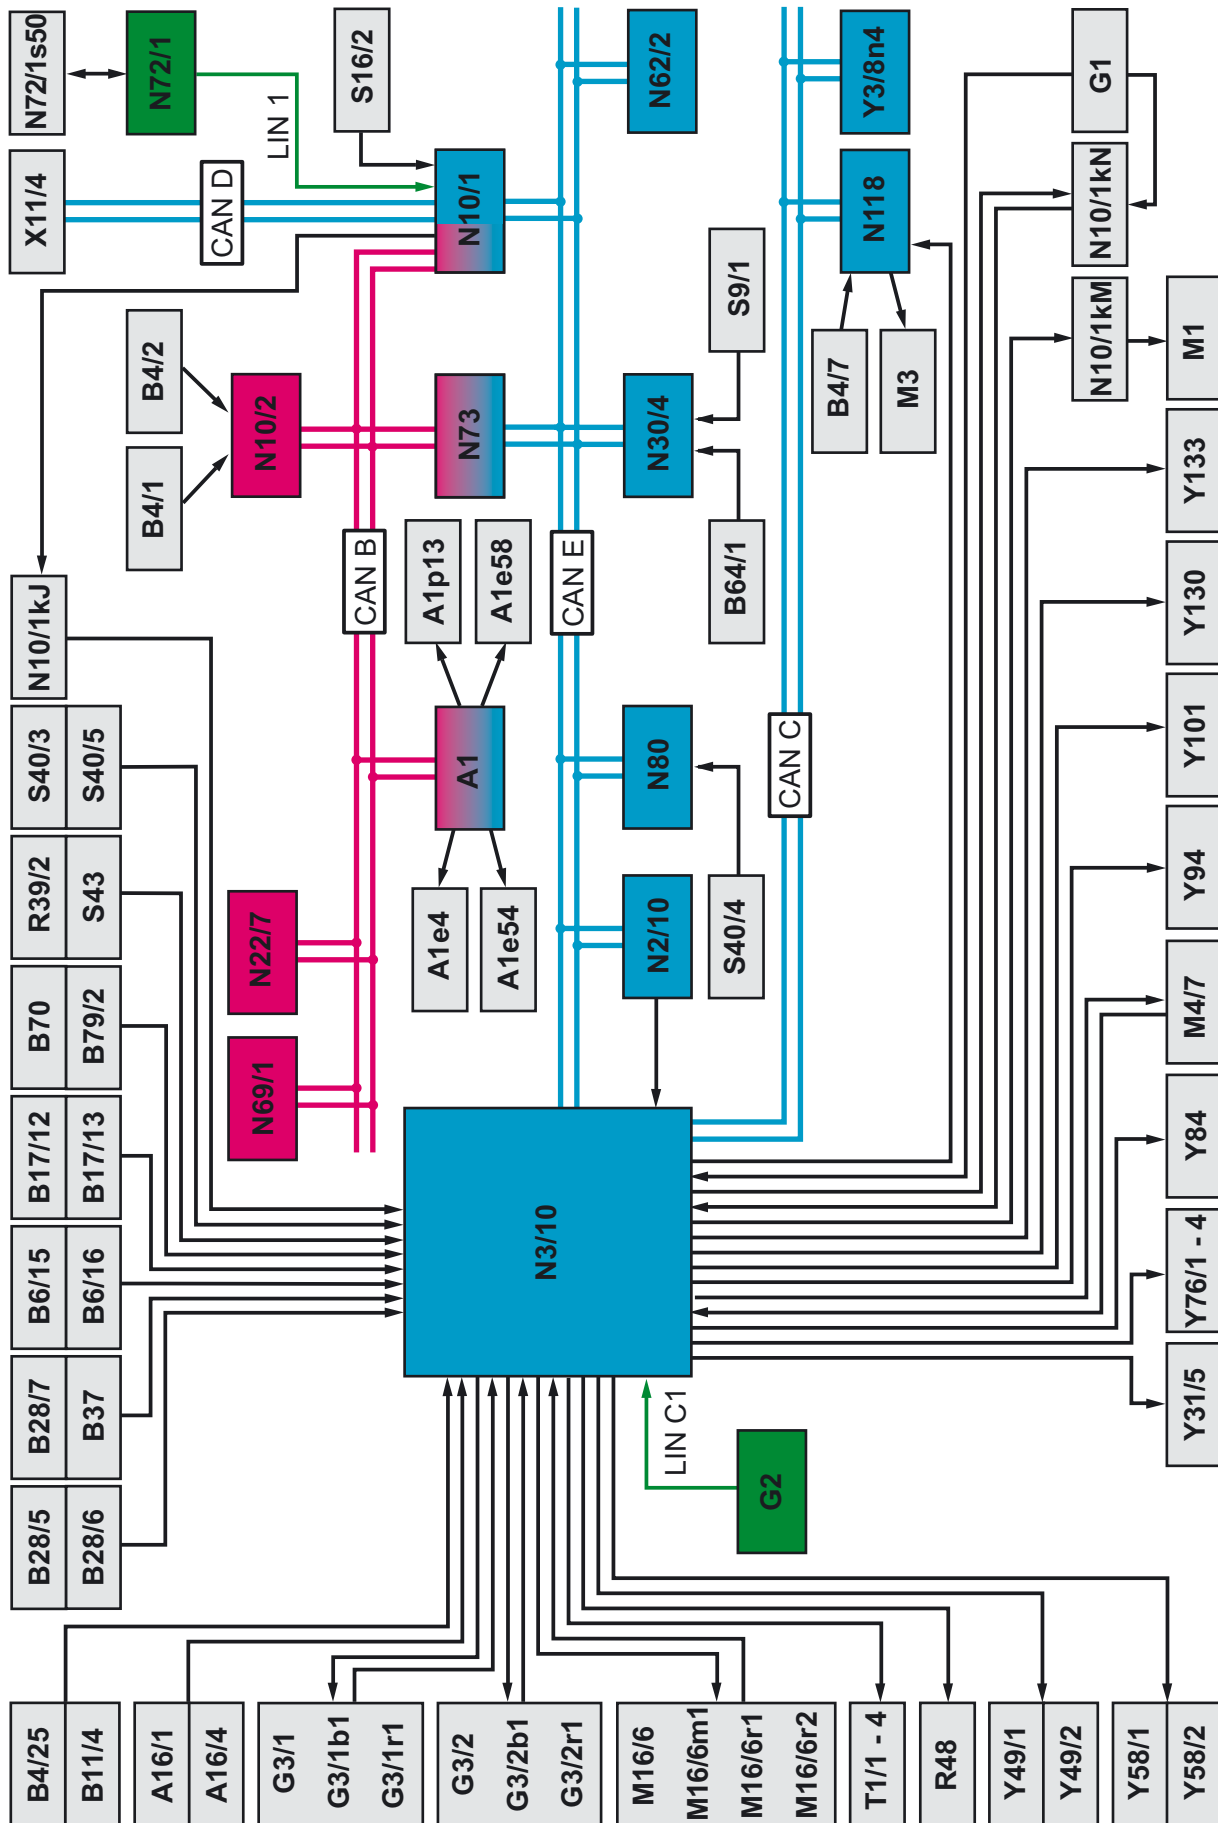 B4/25
B11/4
A16/1
A16/4
G3/1
G3/1b1
G3/1r1
G3/2
G3/2b1
G3/2r1
M16/6
M16/6m1
M16/6r1
M16/6r2
T1/1 - 4
R48
Y49/1
Y49/2
Y58/1
Y58/2
B28/5
B28/6
B28/7
B37
B6/15
B6/16
B17/12
B17/13
B70
B79/2
R39/2
S43
S40/3
S40/5
N10/1kJ
X11/4
N72/1s50
N72/1
LIN 1
CAN D
S16/2
B4/1
B4/2
N10/2
N22/7
N69/1
CAN B
N10/1
N73
A1p13
A1e58
A1
A1e4
A1e54
CAN E
N62/2
N30/4
S9/1
B64/1
N80
N2/10
S40/4
CAN C
Y3/8n4
N118
B4/7
M3
N3/10
LIN C1
G2
G1
N10/1kN
N10/1kM
M1
Y133
Y130
Y101
Y94
M4/7
Y84
Y76/1 - 4
Y31/5